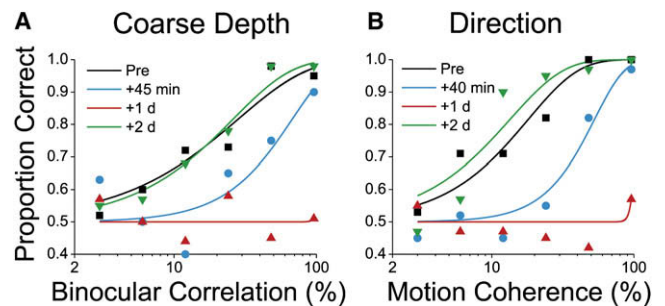 A Coarse Depth
B Direction
Proportion Correct
1.0
0.9
0.8
0.7
0.6
0.5
0.4
Pre
+45 min
+1 d
+2 d
2 10 100
Binocular Correlation (%)
1.0
0.9
0.8
0.7
0.6
0.5
0.4
Pre
+40 min
+1 d
+2 d
2 10 100
Motion Coherence (%)